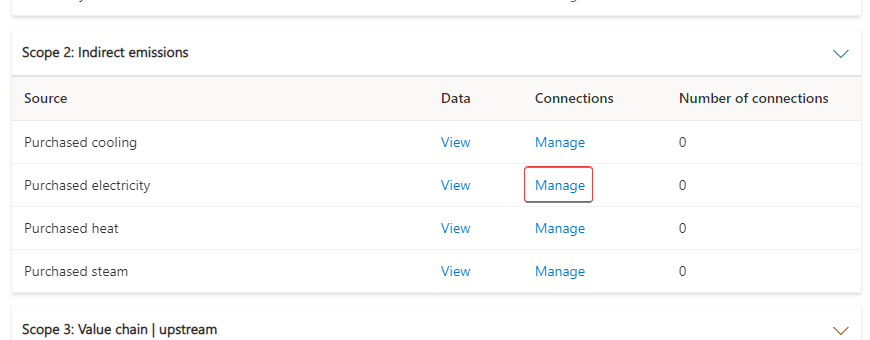 Scope 2: Indirect emissions
Source Data Connections Number of connections
Purchased cooling View Manage 0
Purchased electricity View Manage 0
Purchased heat View Manage 0
Purchased steam View Manage 0
Scope 3: Value chain | upstream